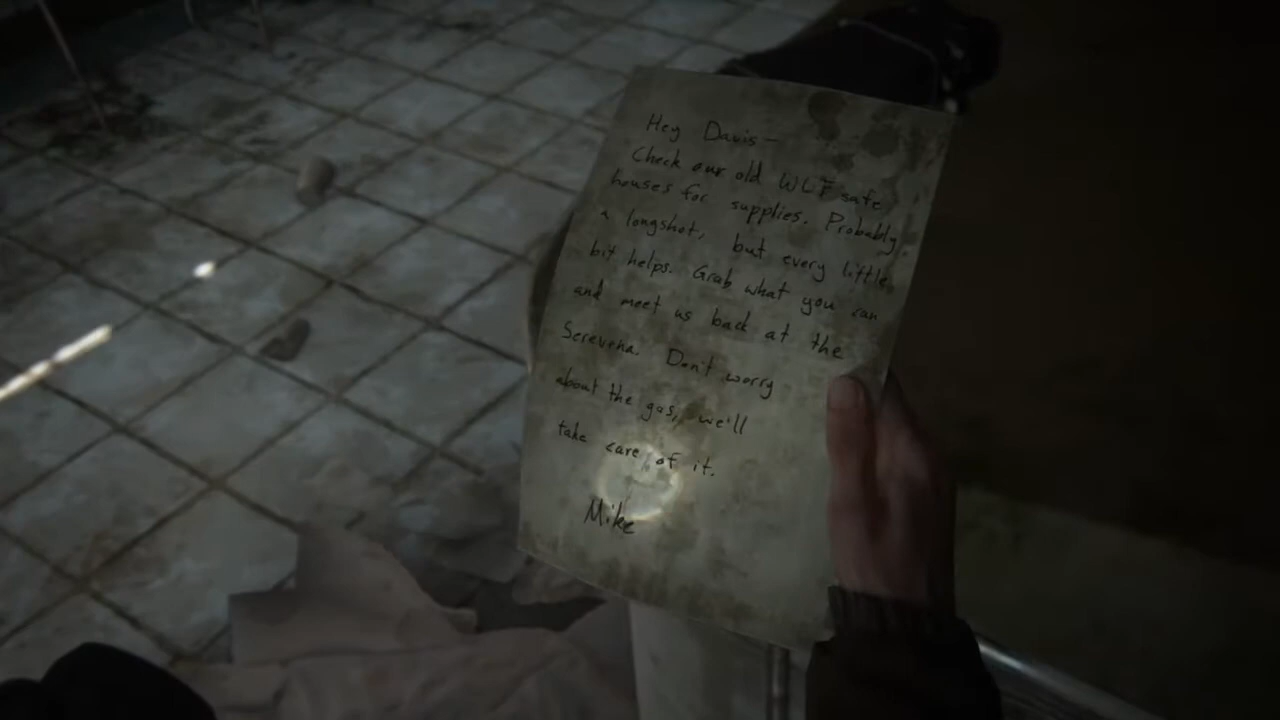 Hey Davis—
Check our old WLF safe
houses for supplies. Probably
a longshot, but every little
bit helps. Grab what you can
and meet us back at the
Serevena. Don't worry
about the gas, we'll
take care of it.
Mike